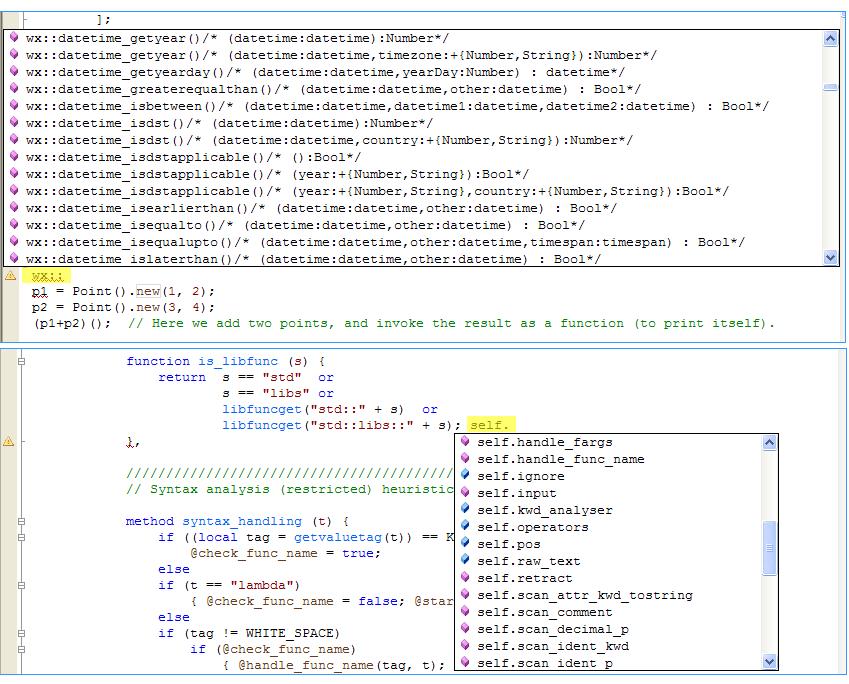 ];
wx::datetime_getyear()/* (datetime:datetime):Number*/
wx::datetime_getyear()/* (datetime:datetime,timezone:+{Number,String}):Number*/
wx::datetime_getyearday()/* (datetime:datetime,yearDay:Number) : datetime*/
wx::datetime_greaterequalthan()/* (datetime:datetime,other:datetime) : Bool*/
wx::datetime_isbetween()/* (datetime:datetime,datetime1:datetime,datetime2:datetime) : Bool*/
wx::datetime_isdst()/* (datetime:datetime):Number*/
wx::datetime_isdst()/* (datetime:datetime,country:+{Number,String}):Number*/
wx::datetime_isdstapplicable()/* ():Bool*/
wx::datetime_isdstapplicable()/* (year:+{Number,String}):Bool*/
wx::datetime_isdstapplicable()/* (year:+{Number,String},country:+{Number,String}):Bool*/
wx::datetime_isearlierthan()/* (datetime:datetime,other:datetime) : Bool*/
wx::datetime_isequalto()/* (datetime:datetime,other:datetime) : Bool*/
wx::datetime_isequalupto()/* (datetime:datetime,other:datetime,timespan:timespan) : Bool*/
wx::datetime_islaterthan()/* (datetime:datetime,other:datetime) : Bool*/
wx::
p1 = Point().new(1, 2);
p2 = Point().new(3, 4);
(p1+p2)(); // Here we add two points, and invoke the result as a function (to print itself).
function is_libfunc (s) {
return s == "std" or
s == "libs" or
libfuncget("std::" + s) or
libfuncget("std::libs::" + s); self.
},
self.handle_fargs
self.handle_func_name
self.ignore
self.input
self.kwd_analyser
self.operators
self.pos
self.raw_text
self.retract
self.scan_attr_kwd_tostring
self.scan_comment
self.scan_decimal_p
self.scan_ident_kwd
self.scan_ident_p
////////////////////////////////////////
// Syntax analysis (restricted) heuristic
method syntax_handling (t) {
if ((local tag = getvaluetag(t)) == K
@check_func_name = true;
else
if (t == "lambda")
{ @check_func_name = false; @star
else
if (tag != WHITE_SPACE)
if (@check_func_name)
{ @handle_func_name(tag, t);